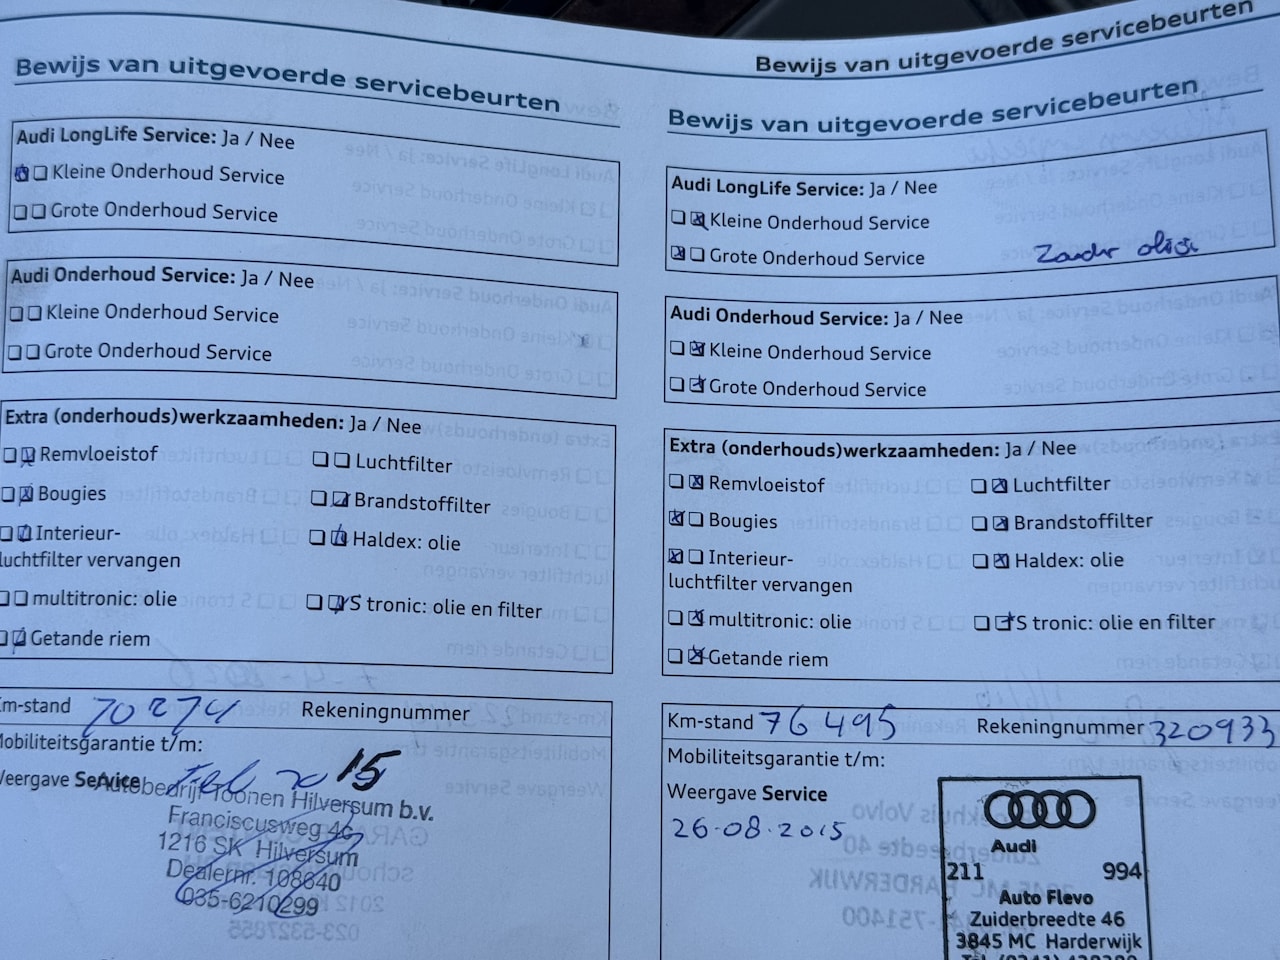 Bewijs van uitgevoerde servicebeurten
Bewijs van uitgevoerde servicebeurten
Audi LongLife Service: Ja / Nee
Kleine Onderhoud Service
Grote Onderhoud Service
Audi Onderhoud Service: Ja / Nee
Kleine Onderhoud Service
Grote Onderhoud Service
Extra (onderhouds)werkzaamheden: Ja / Nee
Remvloeistof
Luchtfilter
Bougies
Brandstoffilter
Interieur-
luchtfilter vervangen
Haldex: olie
multitronic: olie
S tronic: olie en filter
Getande riem
Km-stand 70274
Rekeningnummer
Mobiliteitsgarantie t/m:
Weergave Service
feb 2015
Autobedrijf Toonen Hilversum b.v.
Franciscusweg 46
1216 SK Hilversum
Dealernr. 108640
035-6210299
Bewijs van uitgevoerde servicebeurten
Audi LongLife Service: Ja / Nee
Kleine Onderhoud Service
Grote Onderhoud Service
Zonder olie
Audi Onderhoud Service: Ja / Nee
Kleine Onderhoud Service
Grote Onderhoud Service
Extra (onderhouds)werkzaamheden: Ja / Nee
Remvloeistof
Luchtfilter
Bougies
Brandstoffilter
Interieur-
luchtfilter vervangen
Haldex: olie
multitronic: olie
S tronic: olie en filter
Getande riem
Km-stand 76495
Rekeningnummer 320933
Mobiliteitsgarantie t/m:
Weergave Service
26-08-2015
Audi
211 994
Auto Flevo
Zuiderbreedte 46
3845 MC Harderwijk